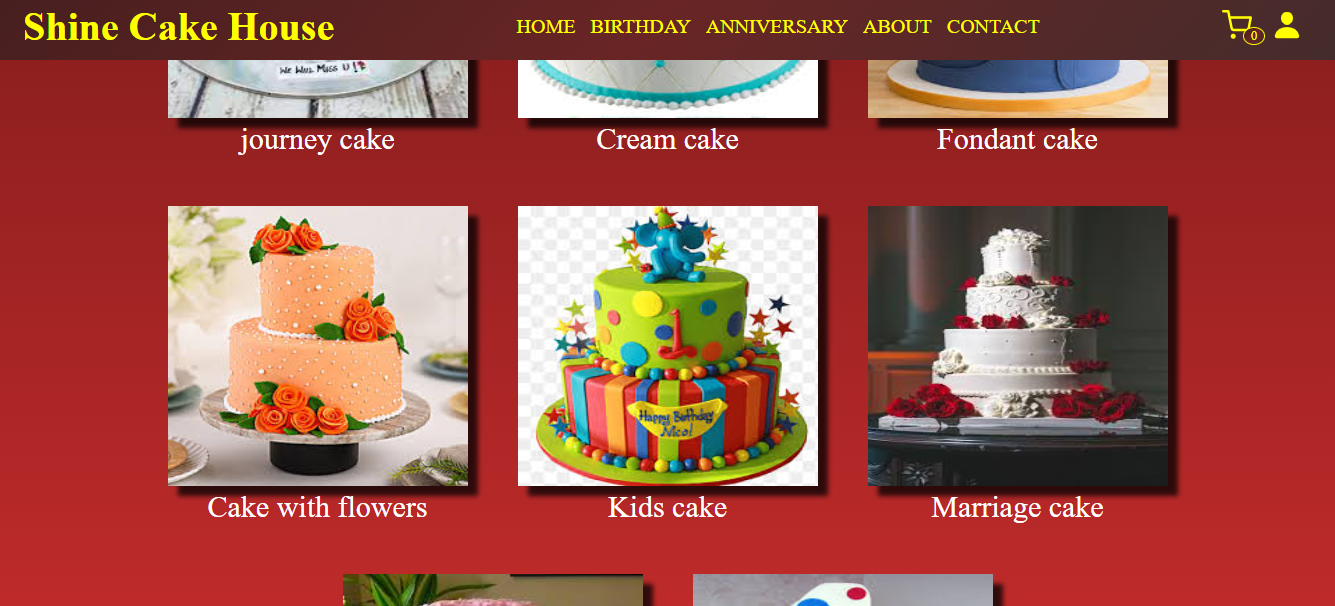 Shine Cake House
HOME BIRTHDAY ANNIVERSARY ABOUT CONTACT
0
We Will Miss U !
journey cake
Cream cake
Fondant cake
1
Happy Birthday
Nico!
Cake with flowers
Kids cake
Marriage cake